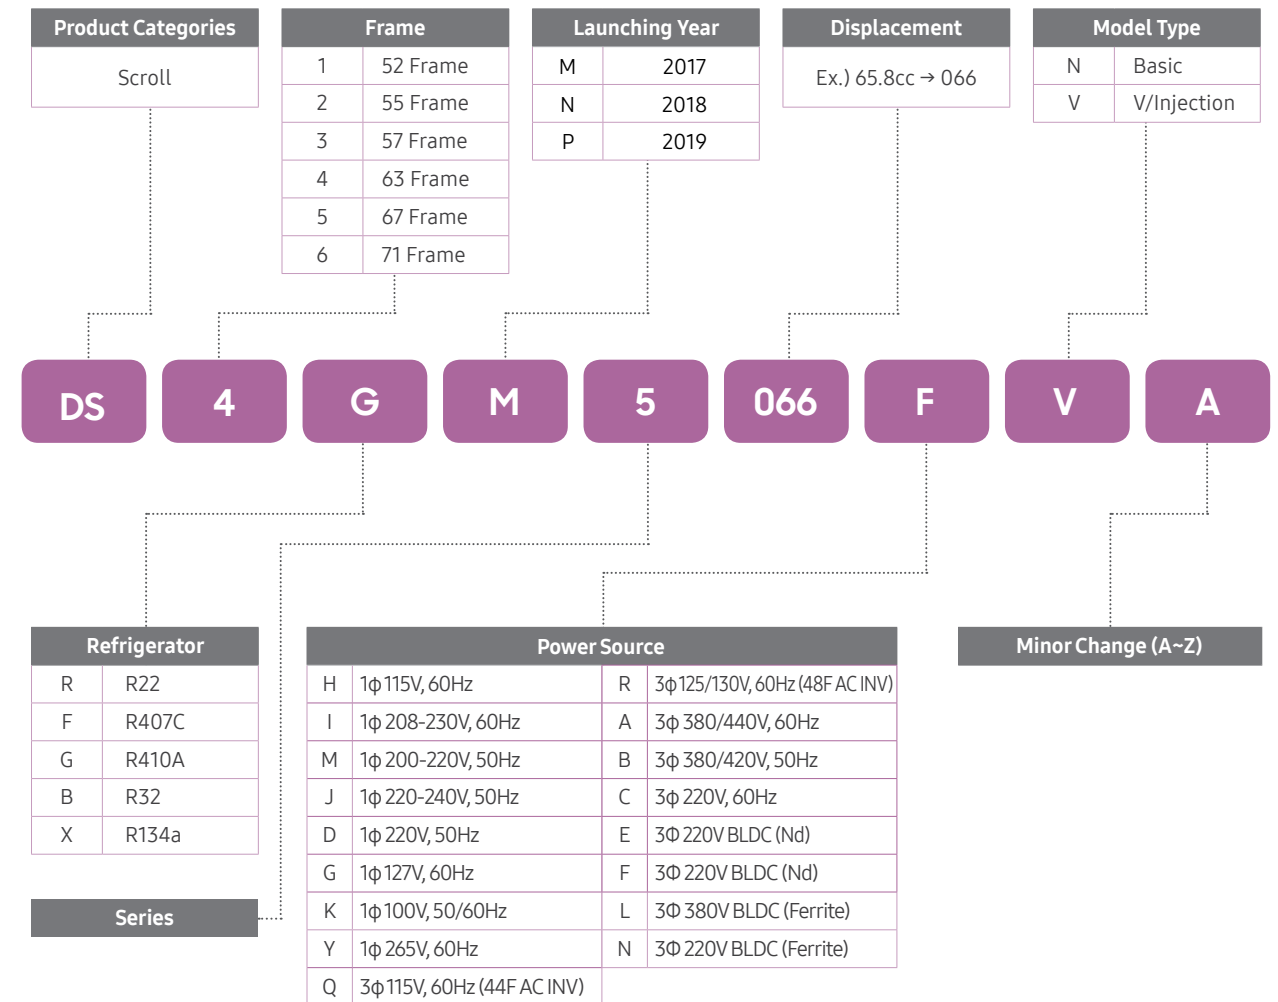 Product Categories
Scroll
Frame
1 52 Frame
2 55 Frame
3 57 Frame
4 63 Frame
5 67 Frame
6 71 Frame
Launching Year
M 2017
N 2018
P 2019
Displacement
Ex.) 65.8cc → 066
Model Type
N Basic
V V/Injection
DS 4 G M 5 066 F V A
Refrigerator
R R22
F R407C
G R410A
B R32
X R134a
Series
Power Source
H 1ϕ 115V, 60Hz R 3ϕ 125/130V, 60Hz (48F AC INV)
I 1ϕ 208-230V, 60Hz A 3ϕ 380/440V, 60Hz
M 1ϕ 200-220V, 50Hz B 3ϕ 380/420V, 50Hz
J 1ϕ 220-240V, 50Hz C 3ϕ 220V, 60Hz
D 1ϕ 220V, 50Hz E 3Φ 220V BLDC (Nd)
G 1ϕ 127V, 60Hz F 3Φ 220V BLDC (Nd)
K 1ϕ 100V, 50/60Hz L 3Φ 380V BLDC (Ferrite)
Y 1ϕ 265V, 60Hz N 3Φ 220V BLDC (Ferrite)
Q 3ϕ 115V, 60Hz (44F AC INV)
Minor Change (A~Z)